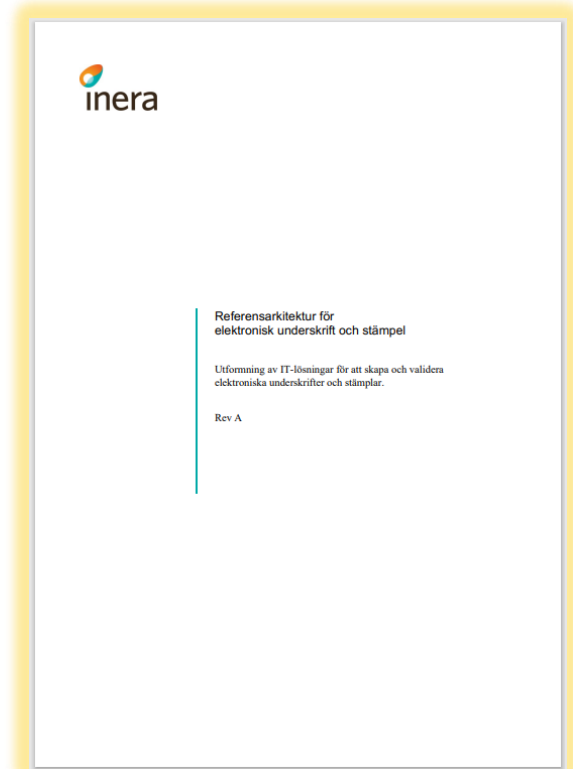 inera
Referensarkitektur för
elektronisk underskrift och stämpel
Utformning av IT-lösningar för att skapa och validera
elektroniska underskrifter och stämplar.
Rev A